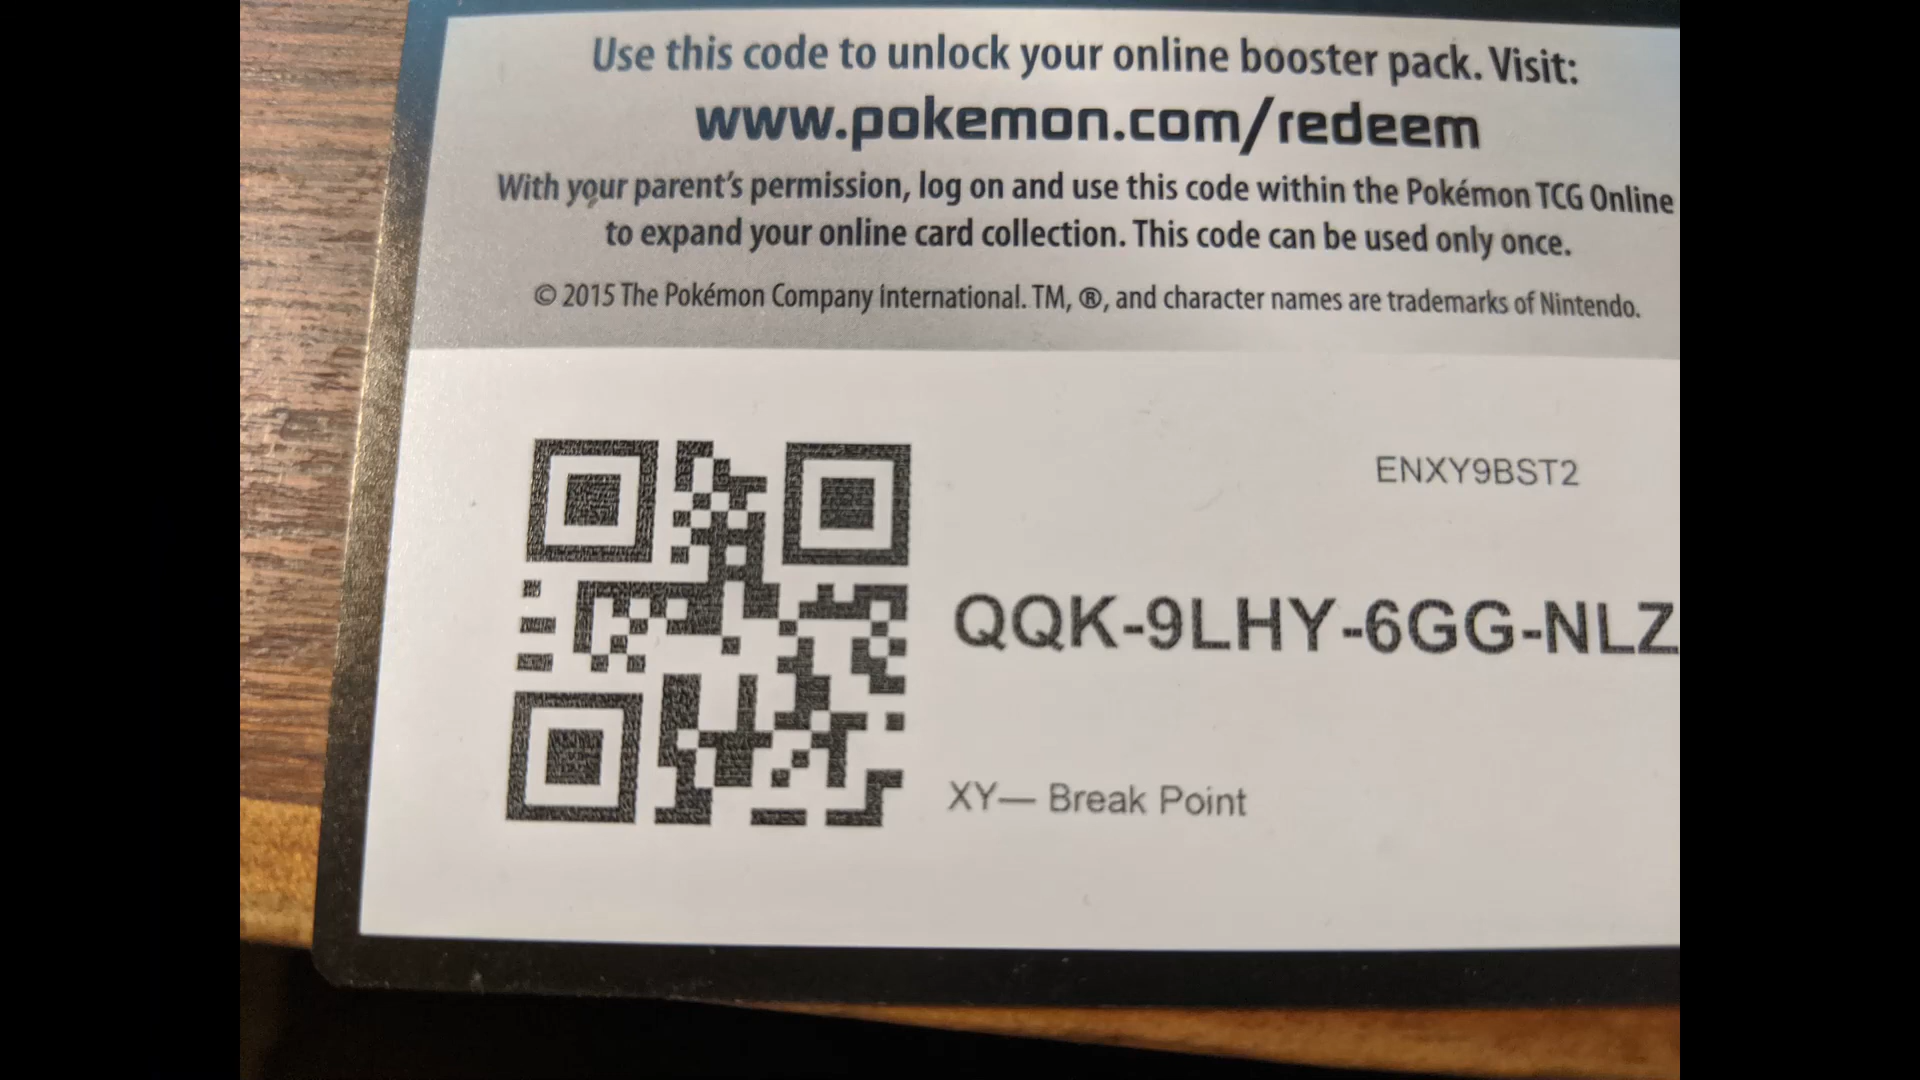 Use this code to unlock your online booster pack. Visit:
www.pokemon.com/redeem
With your parent's permission, log on and use this code within the Pokémon TCG Online
to expand your online card collection. This code can be used only once.
© 2015 The Pokémon Company International. TM, ®, and character names are trademarks of Nintendo.
ENXY9BST2
QQK-9LHY-6GG-NLZ
XY— Break Point